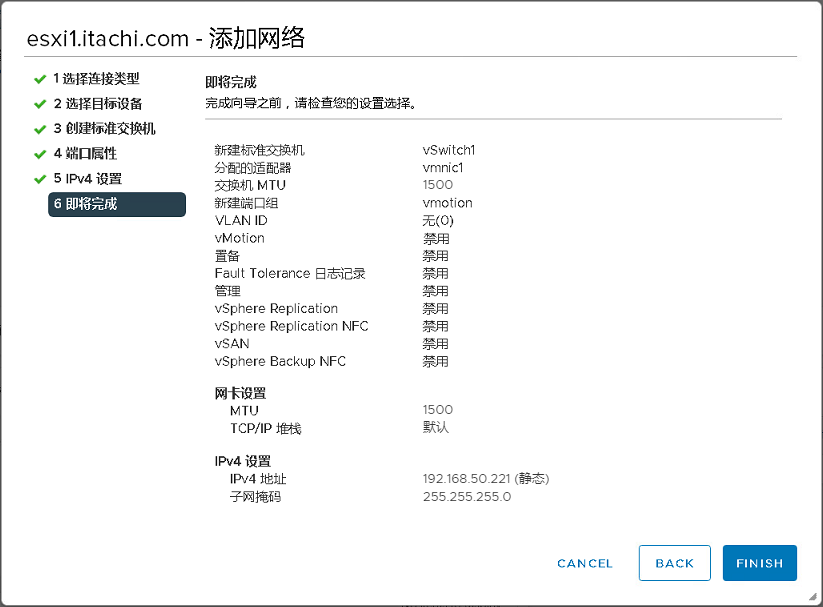 esxi1.itachi.com - 添加网络
1 选择连接类型
2 选择目标设备
3 创建标准交换机
4 端口属性
5 IPv4 设置
6 即将完成
即将完成
完成向导之前，请检查您的设置选择。
新建标准交换机 vSwitch1
分配的适配器 vmnic1
交换机 MTU 1500
新建端口组 vmotion
VLAN ID 无(0)
vMotion 禁用
置备 禁用
Fault Tolerance 日志记录 禁用
管理 禁用
vSphere Replication 禁用
vSphere Replication NFC 禁用
vSAN 禁用
vSphere Backup NFC 禁用
网卡设置
MTU 1500
TCP/IP 堆栈 默认
IPv4 设置
IPv4 地址 192.168.50.221 (静态)
子网掩码 255.255.255.0
CANCEL BACK FINISH